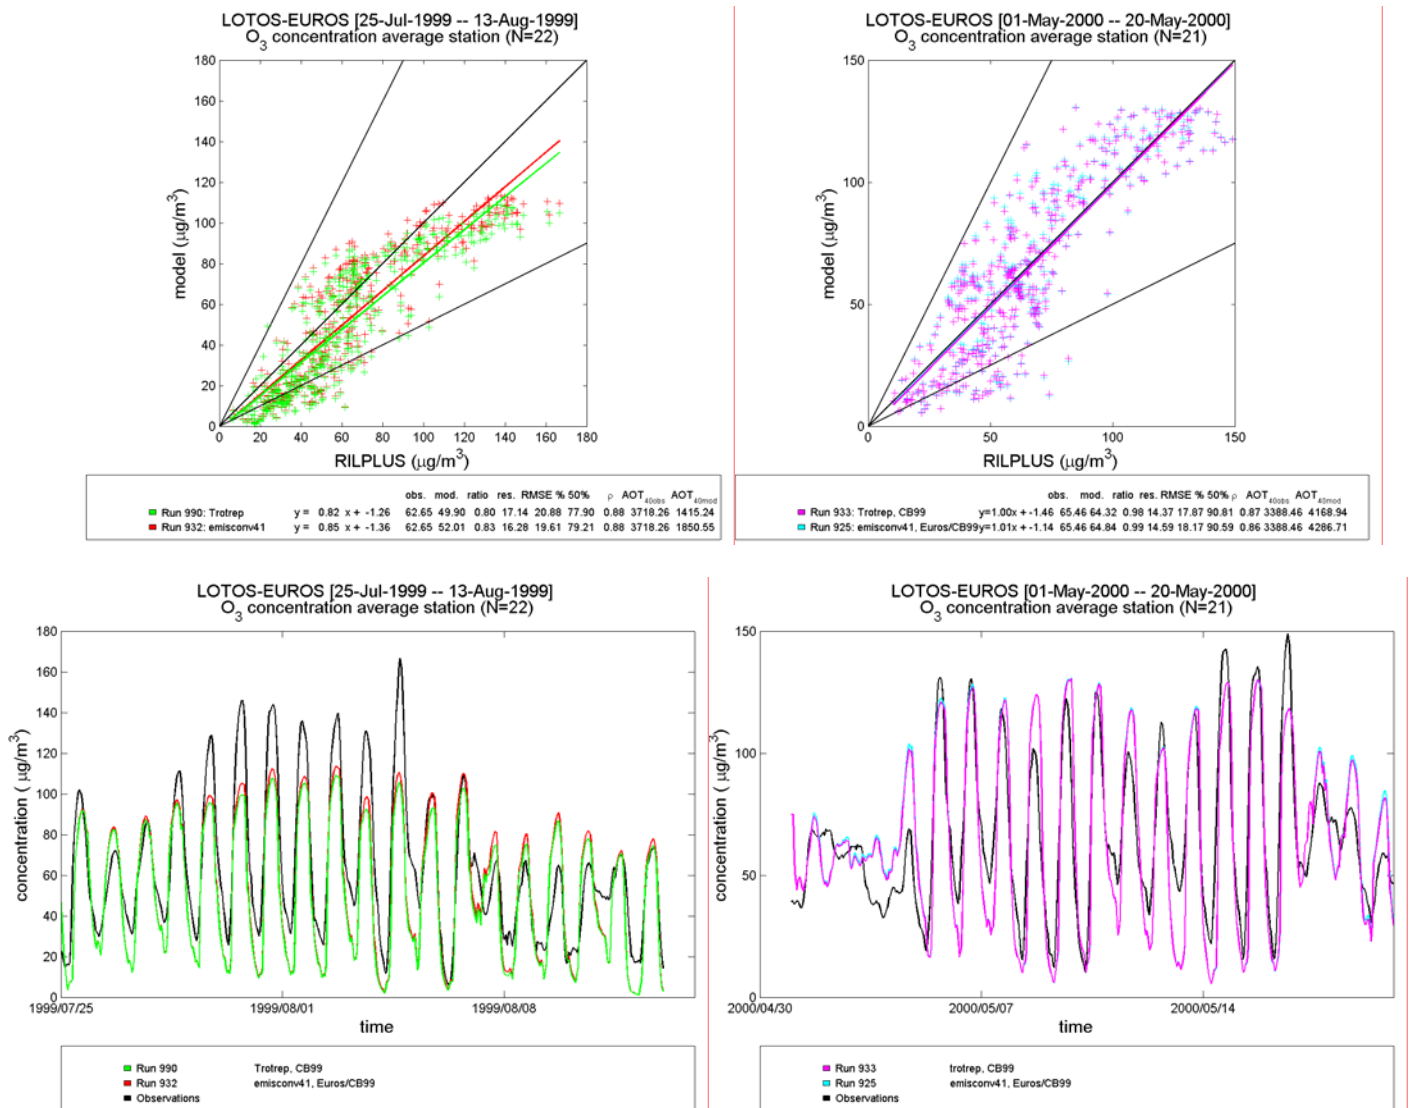 LOTOS-EUROS [25-Jul-1999 -- 13-Aug-1999]
O3 concentration average station (N=22)
180
160
140
120
100
80
60
40
20
0
model (µg/m3)
0 20 40 60 80 100 120 140 160 180
RILPLUS (µg/m3)
obs. mod. ratio res. RMSE % 50% ρ AOT40obs AOT40mod
Run 990: Trotrep y = 0.82 x + -1.26 62.65 49.90 0.80 17.14 20.88 77.90 0.88 3718.26 1415.24
Run 932: emisconv41 y = 0.85 x + -1.36 62.65 52.01 0.83 16.28 19.61 79.21 0.88 3718.26 1850.55
LOTOS-EUROS [01-May-2000 -- 20-May-2000]
O3 concentration average station (N=21)
150
100
50
0
model (µg/m3)
0 50 100 150
RILPLUS (µg/m3)
obs. mod. ratio res. RMSE % 50% ρ AOT40obs AOT40mod
Run 933: Trotrep, CB99 y=1.00x + -1.46 65.46 64.32 0.98 14.37 17.87 90.81 0.87 3388.46 4168.94
Run 925: emisconv41, Euros/CB99y=1.01x + -1.14 65.46 64.84 0.99 14.59 18.17 90.59 0.86 3388.46 4286.71
LOTOS-EUROS [25-Jul-1999 -- 13-Aug-1999]
O3 concentration average station (N=22)
180
160
140
120
100
80
60
40
20
0
concentration ( µg/m3)
1999/07/25 1999/08/01 1999/08/08
time
Run 990 Trotrep, CB99
Run 932 emisconv41, Euros/CB99
Observations
LOTOS-EUROS [01-May-2000 -- 20-May-2000]
O3 concentration average station (N=21)
150
100
50
0
concentration ( µg/m3)
2000/04/30 2000/05/07 2000/05/14
time
Run 933 trotrep, CB99
Run 925 emisconv41, Euros/CB99
Observations